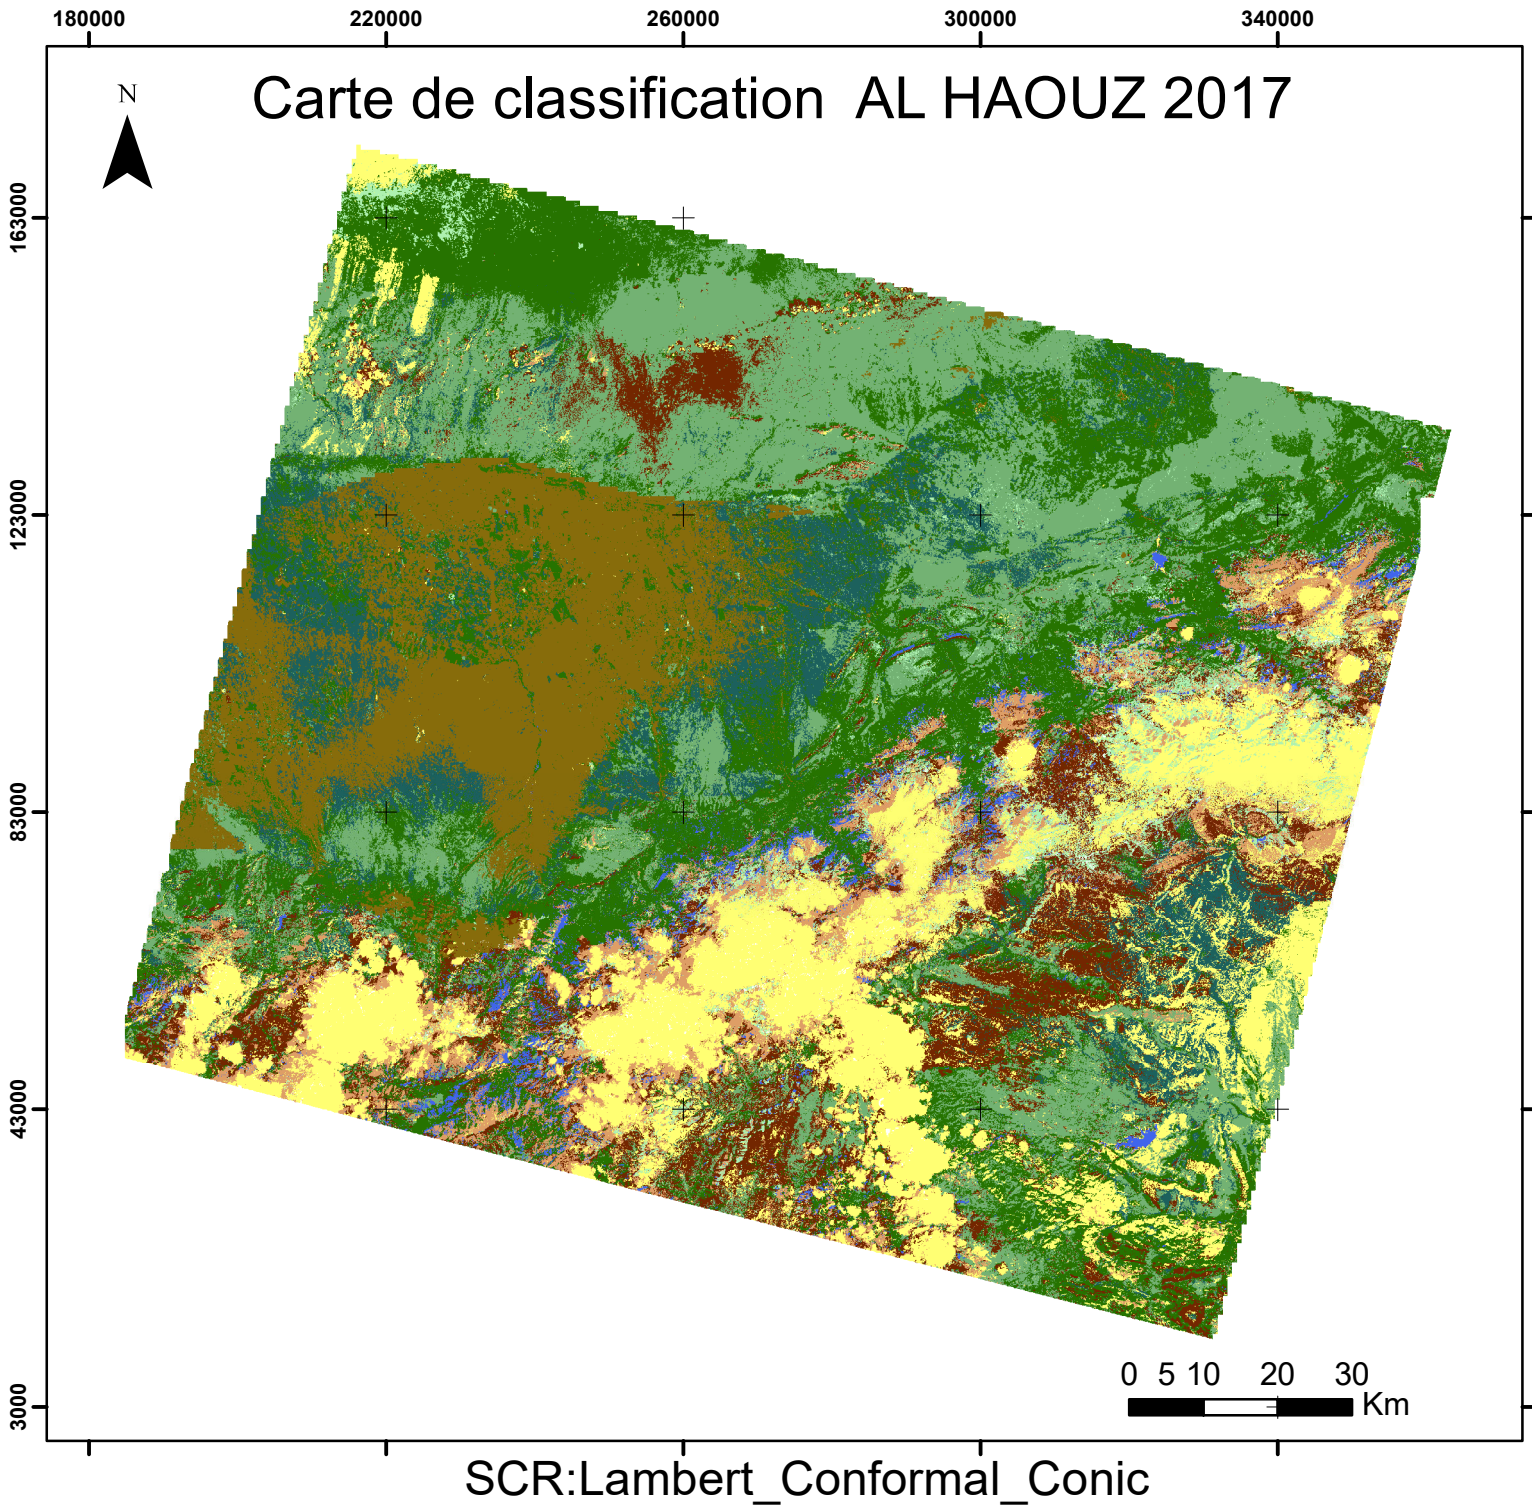 180000 220000 260000 300000 340000
N
Carte de classification AL HAOUZ 2017
163000
123000
83000
43000
3000
0 5 10 20 30
Km
SCR:Lambert_Conformal_Conic